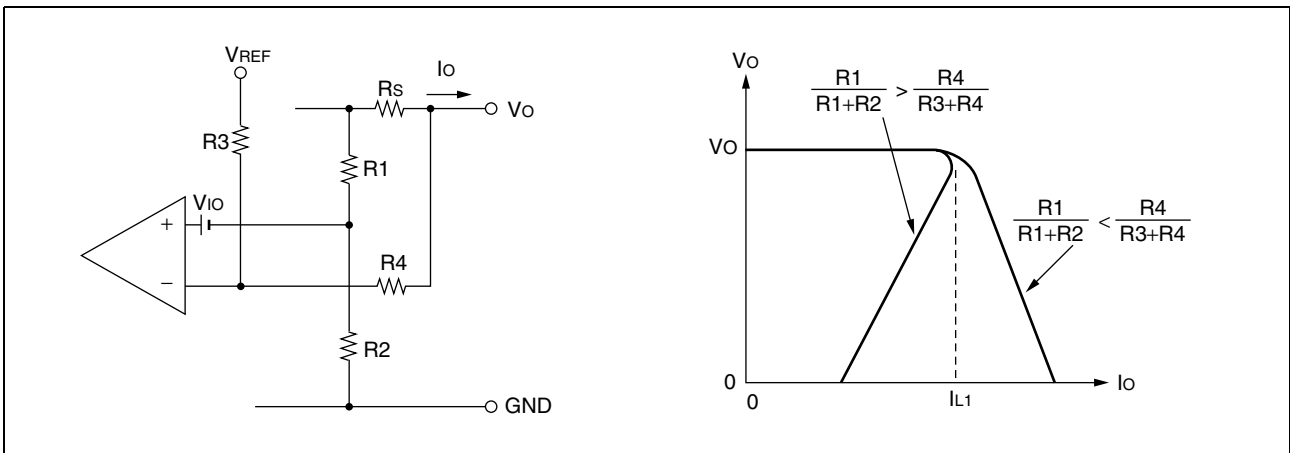 VREF
IO
RS
VO
R3
R1
VIO
+
−
R4
R2
GND
VO
R1/(R1+R2) > R4/(R3+R4)
VO
R1/(R1+R2) < R4/(R3+R4)
0
0
IL1
IO